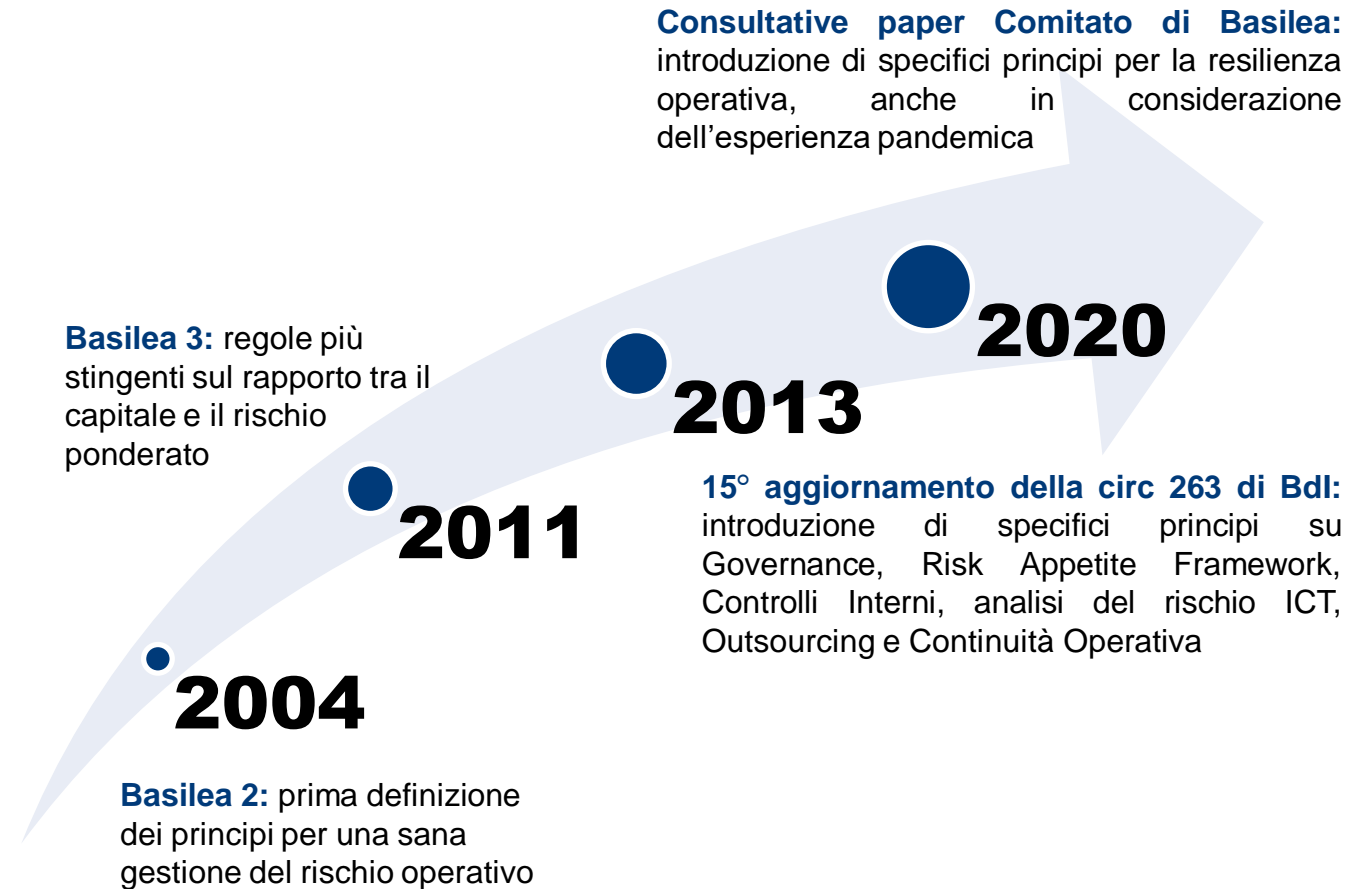 Consultative paper Comitato di Basilea:
introduzione di specifici principi per la resilienza
operativa, anche in considerazione
dell’esperienza pandemica
2020
Basilea 3: regole più
stingenti sul rapporto tra il
capitale e il rischio
ponderato
2013
15° aggiornamento della circ 263 di BdI:
introduzione di specifici principi su
Governance, Risk Appetite Framework,
Controlli Interni, analisi del rischio ICT,
Outsourcing e Continuità Operativa
2011
2004
Basilea 2: prima definizione
dei principi per una sana
gestione del rischio operativo